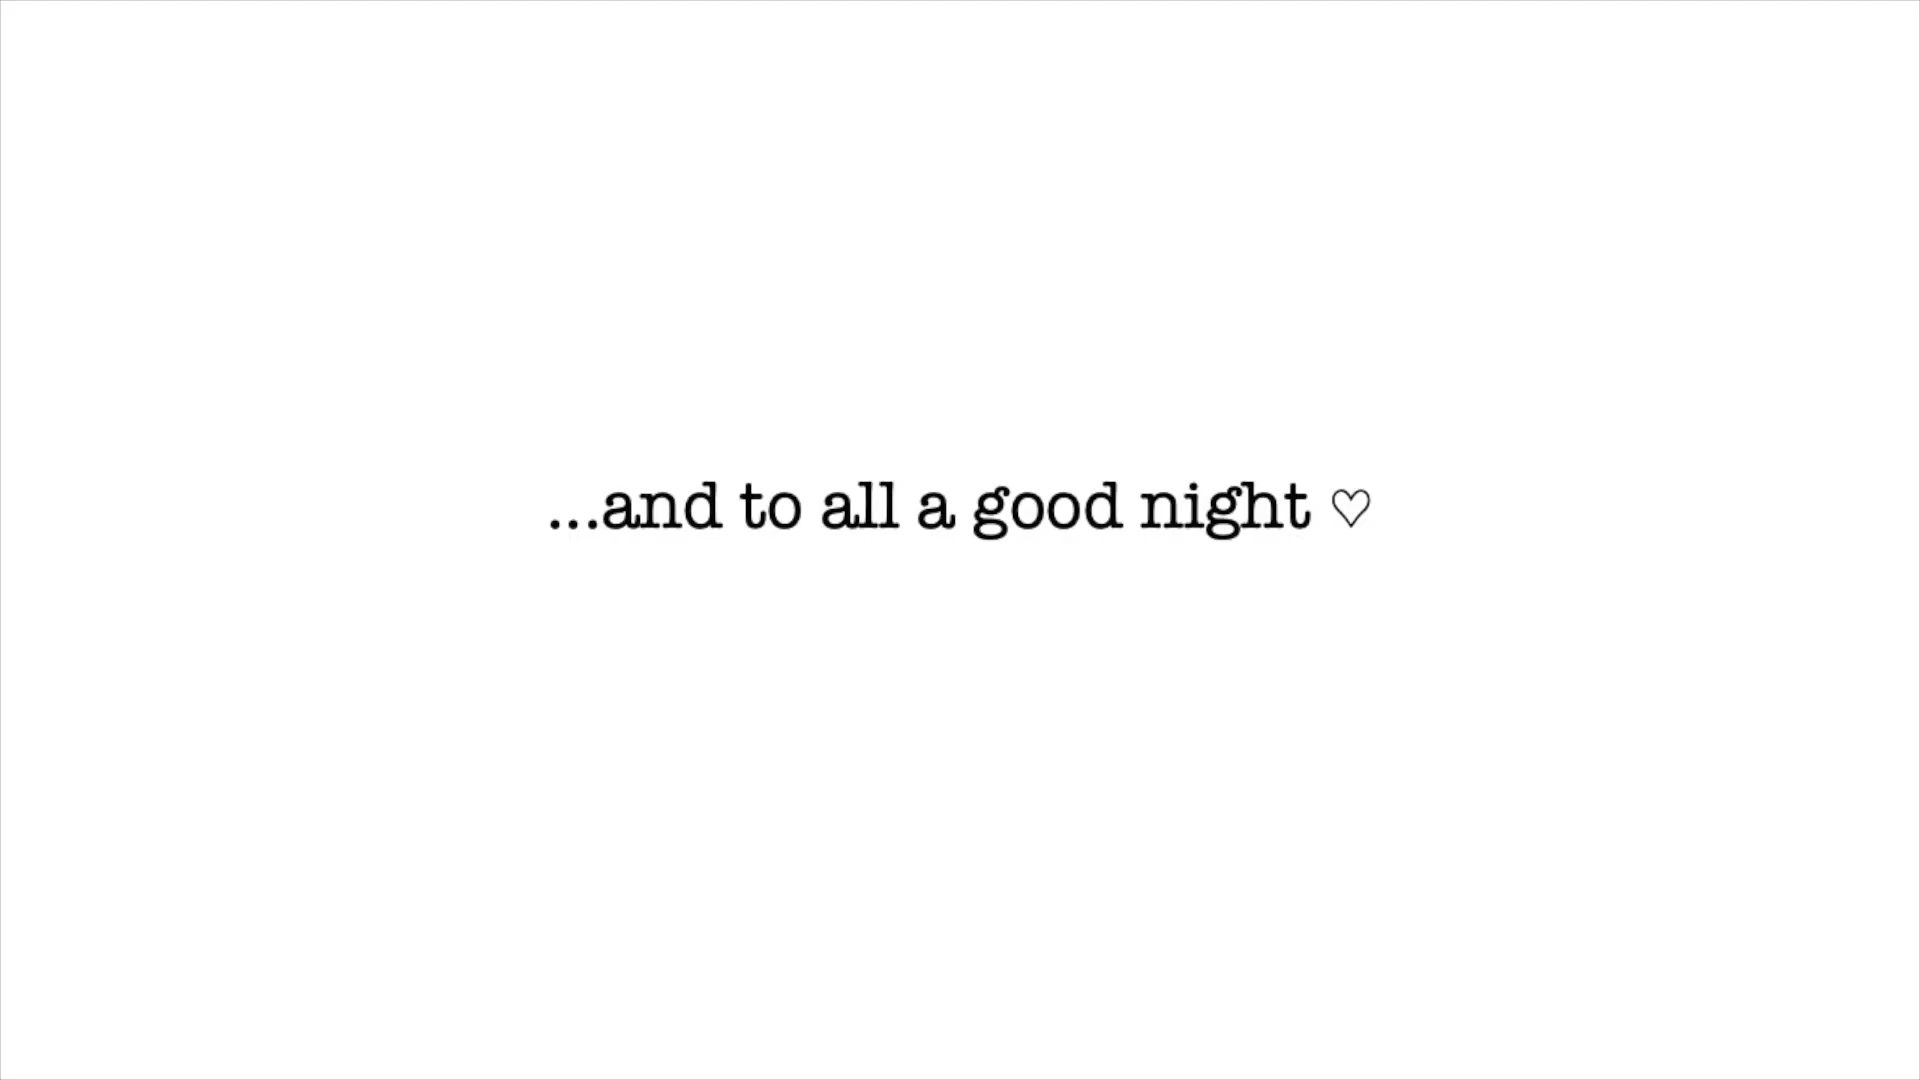 ...and to all a good night ♡